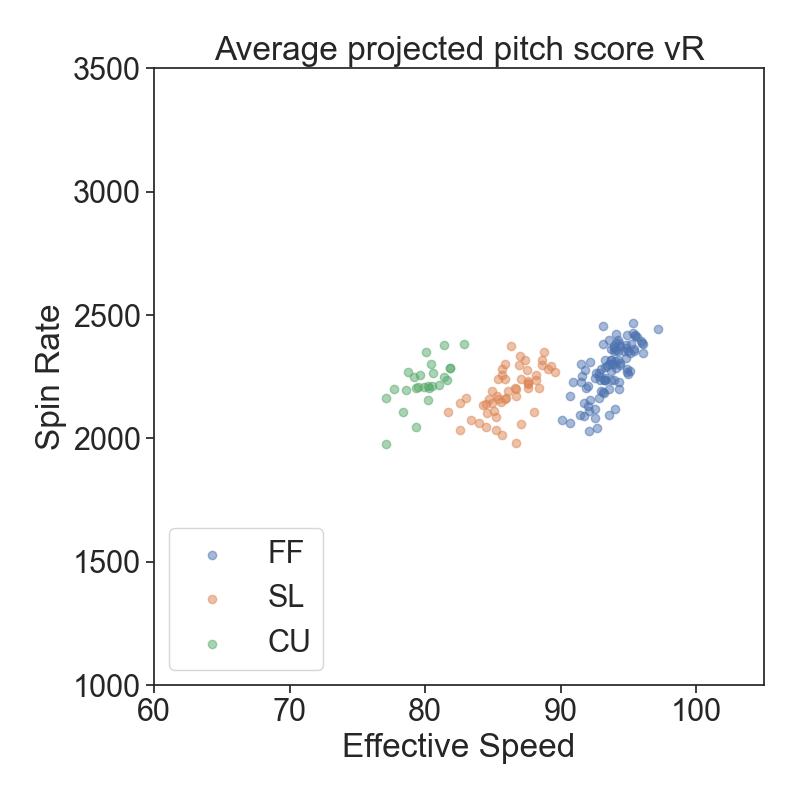 Average projected pitch score vR
3500
3000
2500
2000
1500
1000
Spin Rate
FF
SL
CU
60 70 80 90 100
Effective Speed